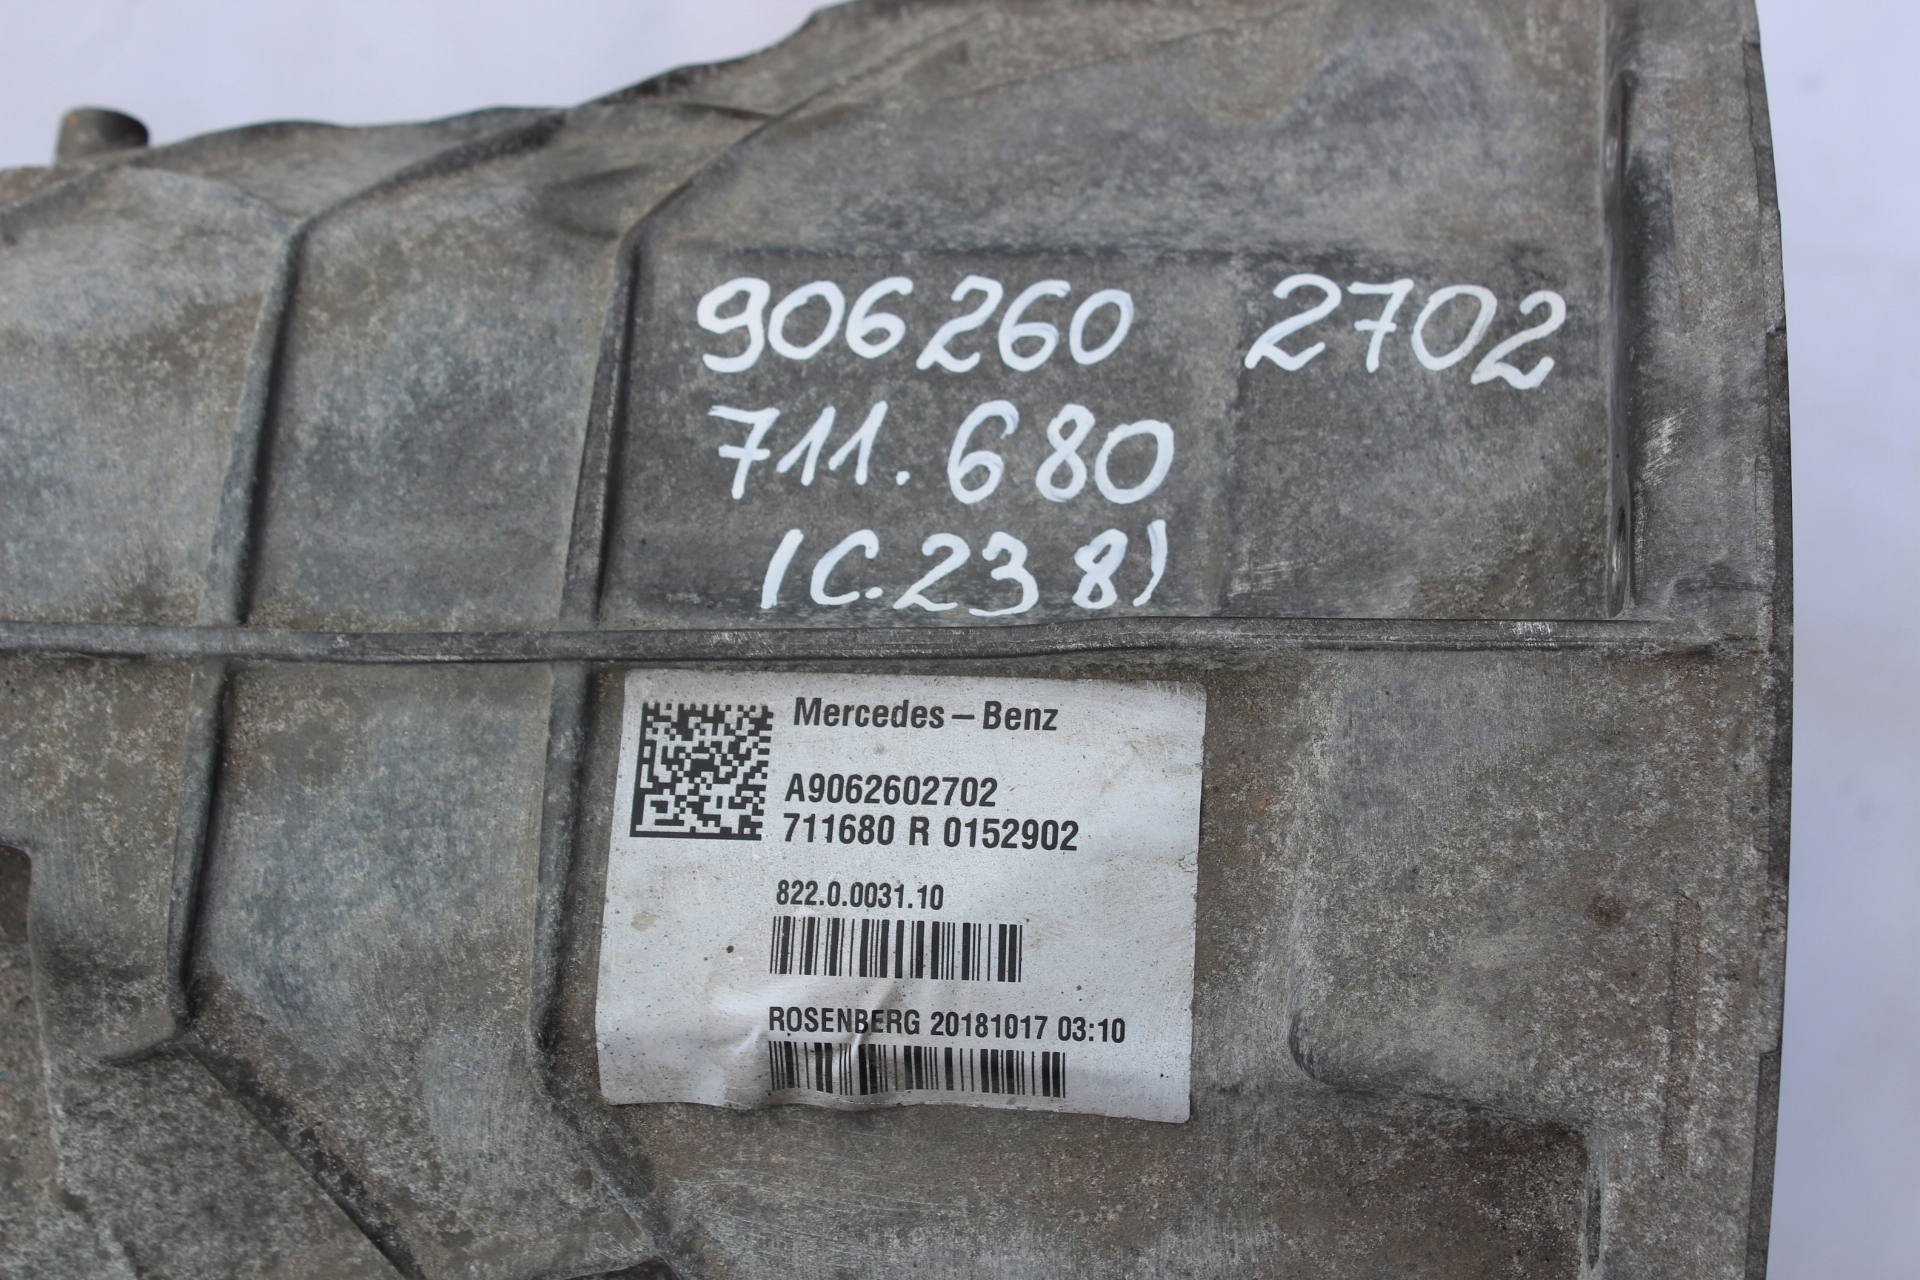 906260 2702
711.680
(C.238)
Mercedes-Benz
A9062602702
711680 R 0152902
822.0.0031.10
ROSENBERG 20181017 03:10